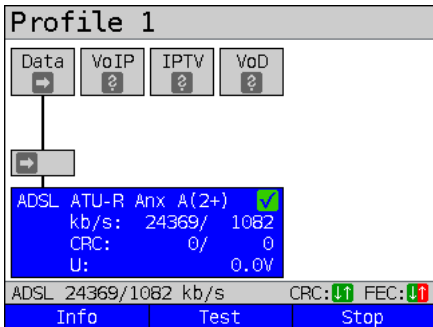 Profile 1
Data VoIP IPTV VoD
ADSL ATU-R Anx A(2+)
kb/s: 24369/ 1082
CRC: 0/ 0
U: 0.0V
ADSL 24369/1082 kb/s CRC: FEC:
Info Test Stop